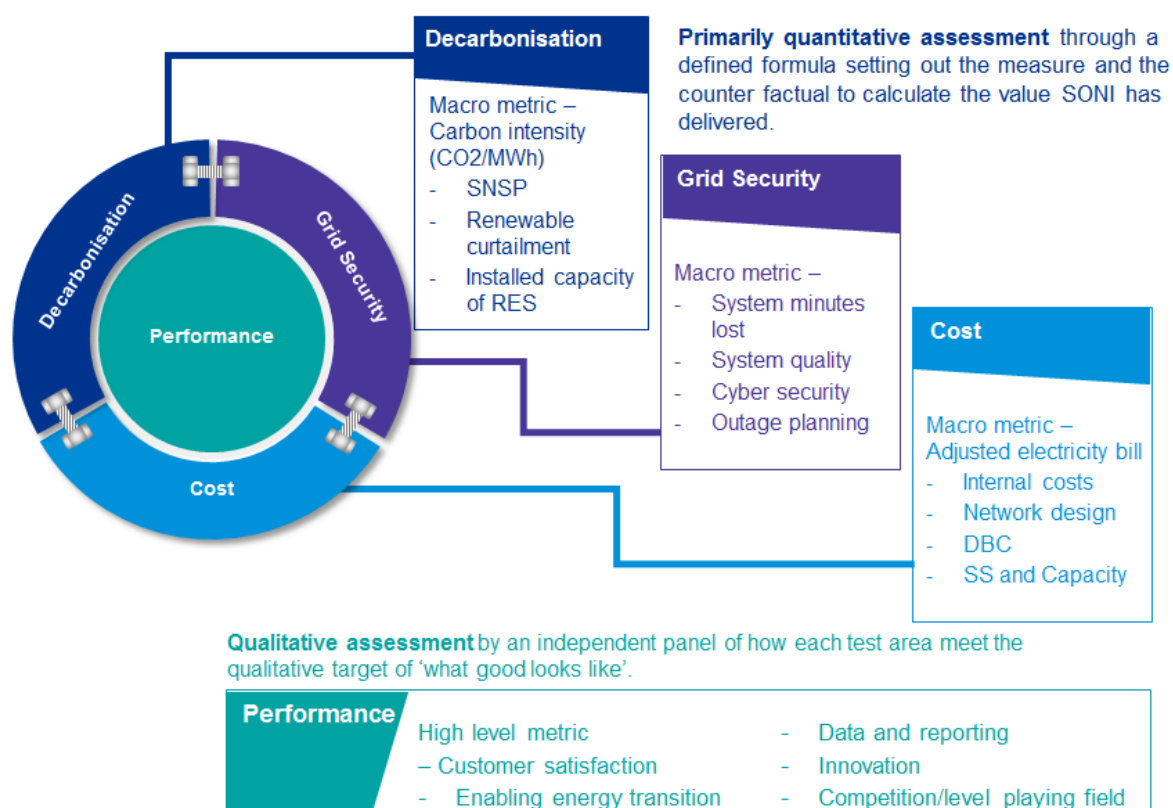 Decarbonisation
Macro metric –
Carbon intensity
(CO2/MWh)
- SNSP
- Renewable
curtailment
- Installed capacity
of RES
Primarily quantitative assessment through a
defined formula setting out the measure and the
counter factual to calculate the value SONI has
delivered.
Decarbonisation
Grid Security
Cost
Performance
Grid Security
Macro metric –
- System minutes
lost
- System quality
- Cyber security
- Outage planning
Cost
Macro metric –
Adjusted electricity bill
- Internal costs
- Network design
- DBC
- SS and Capacity
Qualitative assessment by an independent panel of how each test area meet the
qualitative target of ‘what good looks like’.
Performance
High level metric
– Customer satisfaction
- Enabling energy transition
- Data and reporting
- Innovation
- Competition/level playing field